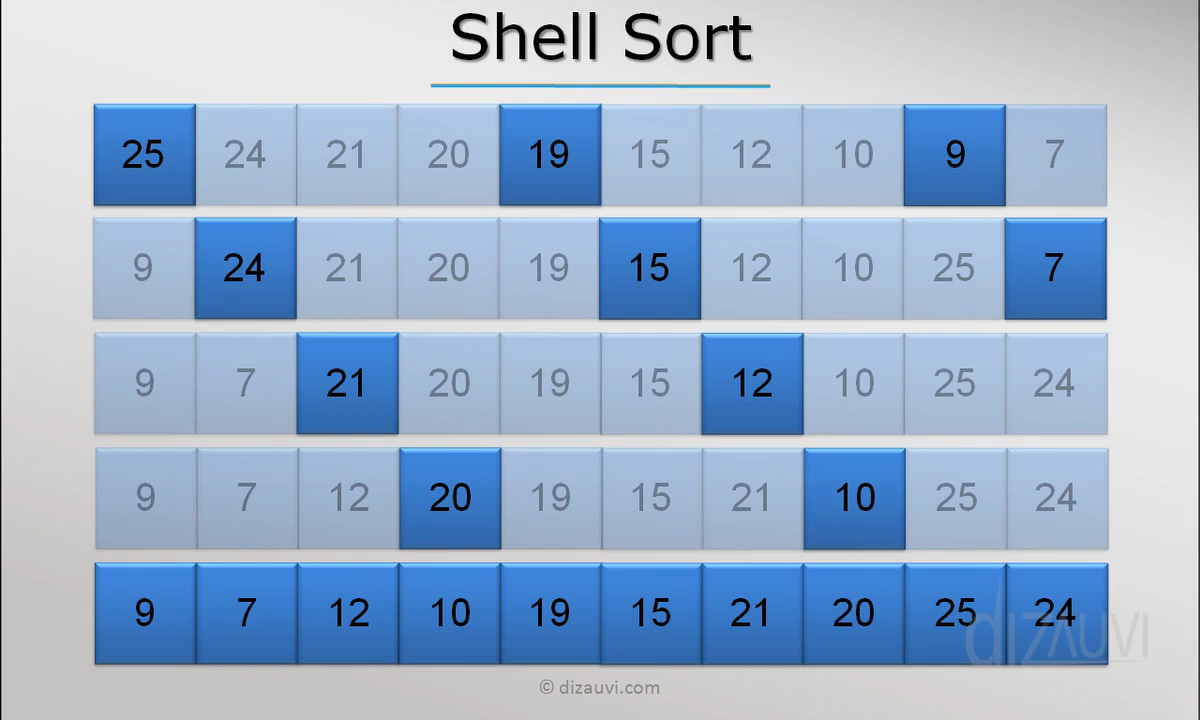 Shell Sort
25 24 21 20 19 15 12 10 9 7
9 24 21 20 19 15 12 10 25 7
9 7 21 20 19 15 12 10 25 24
9 7 12 20 19 15 21 10 25 24
9 7 12 10 19 15 21 20 25 24
dizauvi
© dizauvi.com